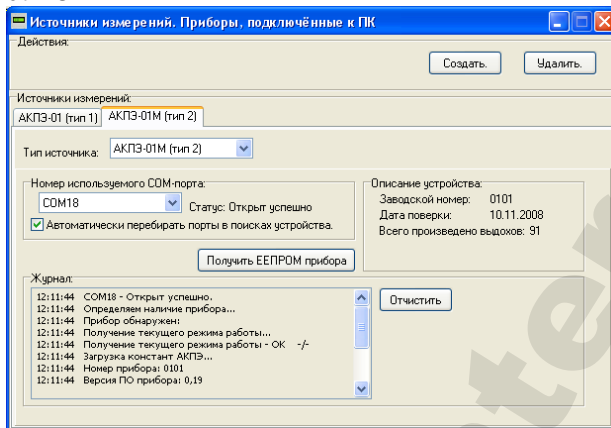 Источники измерений. Приборы, подключённые к ПК
Действия:
Создать.
Удалить.
Источники измерений:
АКПЭ-01 (тип 1)
АКПЭ-01М (тип 2)
Тип источника:
АКПЭ-01М (тип 2)
Номер используемого COM-порта:
COM18
Статус: Открыт успешно
Автоматически перебирать порты в поисках устройства.
Описание устройства:
Заводской номер: 0101
Дата поверки: 10.11.2008
Всего произведено выдохов: 91
Получить ЕЕПРОМ прибора
Журнал:
12:11:44 COM18 - Открыт успешно.
12:11:44 Определяем наличие прибора...
12:11:44 Прибор обнаружен:
12:11:44 Получение текущего режима работы...
12:11:44 Получение текущего режима работы - ОК -/-
12:11:44 Загрузка констант АКПЭ...
12:11:44 Номер прибора: 0101
12:11:44 Версия ПО прибора: 0,19
Отчистить